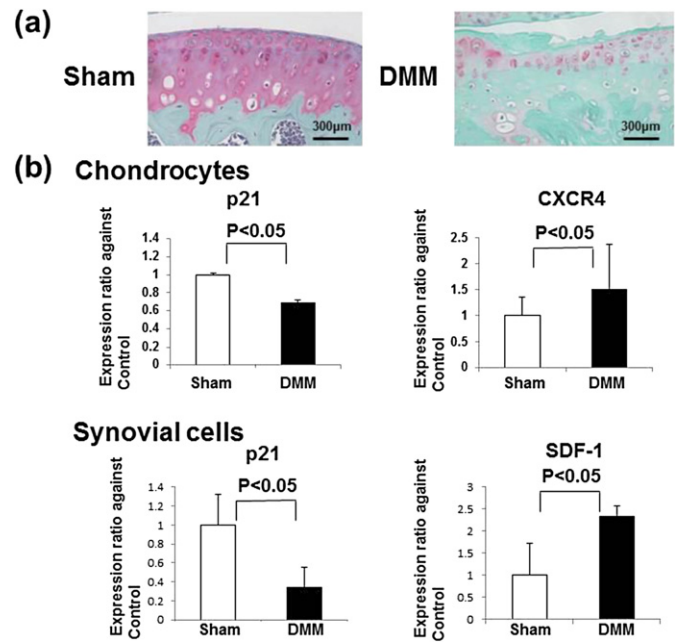 (a)
Sham
300μm
DMM
300μm
(b) Chondrocytes
p21
Expression ratio against
Control
1.4
1.2
1
0.8
0.6
0.4
0.2
0
P<0.05
Sham DMM
CXCR4
Expression ratio against
Control
2.5
2
1.5
1
0.5
0
P<0.05
Sham DMM
Synovial cells
p21
Expression ratio against
Control
1.4
1.2
1
0.8
0.6
0.4
0.2
0
P<0.05
Sham DMM
SDF-1
Expression ratio against
Control
3
2.5
2
1.5
1
0.5
0
P<0.05
Sham DMM